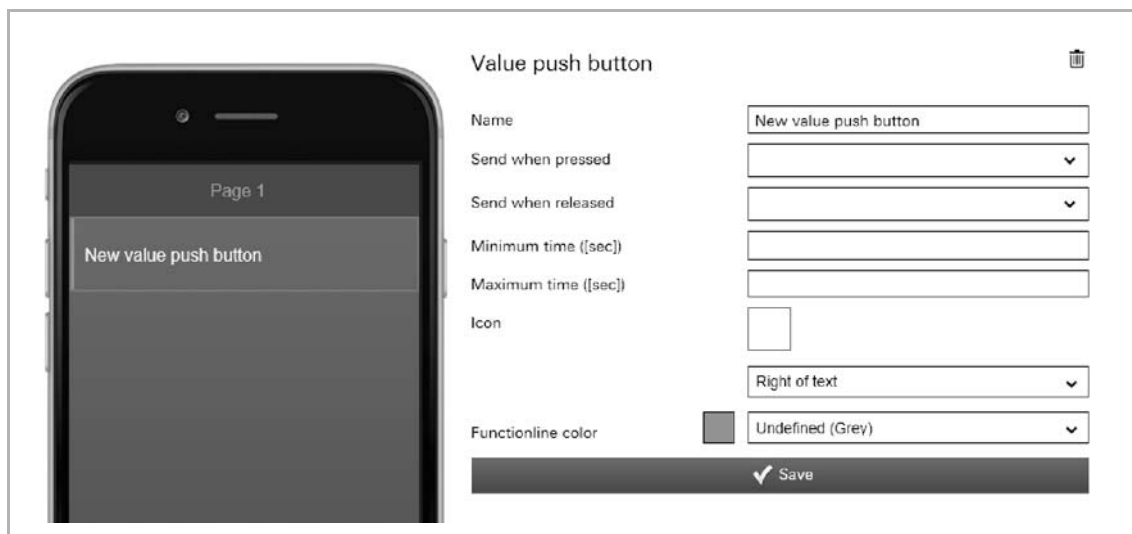 Page 1
New value push button
Value push button
Name
New value push button
Send when pressed
Send when released
Minimum time ([sec])
Maximum time ([sec])
Icon
Right of text
Functionline color
Undefined (Grey)
Save